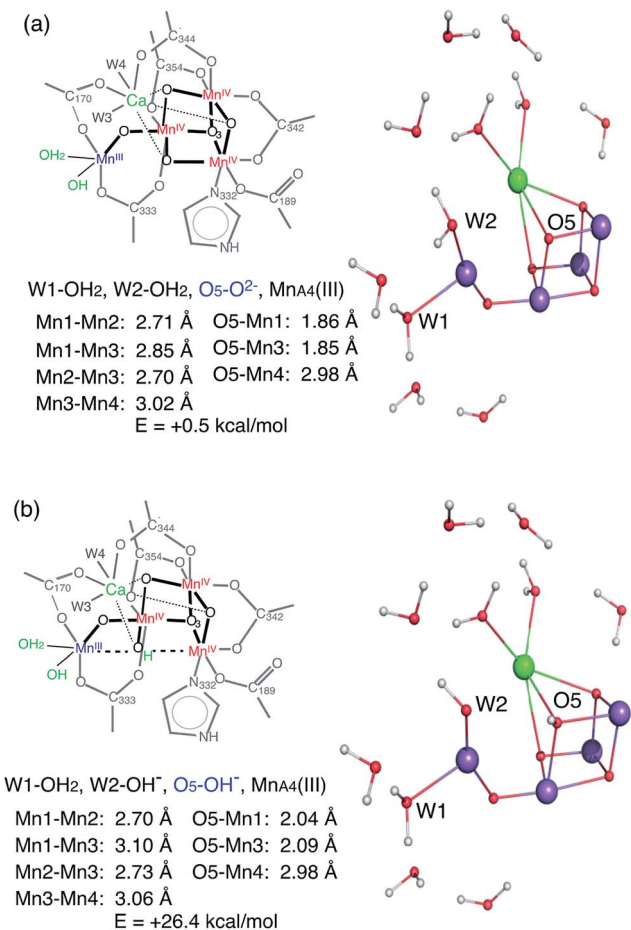 (a)
C344
W4
O
O
C354
O
C170
O
Ca
O
MnIV
O
W3
O
O
O
MnIV
O3
C342
OH2
MnIII
O
MnIV
O
OH
O
O
N332
O
C189
O
C333
NH
W2
O5
W1
W1-OH2, W2-OH2, O5-O2-, MnA4(III)
Mn1-Mn2: 2.71 Å O5-Mn1: 1.86 Å
Mn1-Mn3: 2.85 Å O5-Mn3: 1.85 Å
Mn2-Mn3: 2.70 Å O5-Mn4: 2.98 Å
Mn3-Mn4: 3.02 Å
E = +0.5 kcal/mol
(b)
C344
W4
O
O
C354
O
C170
O
Ca
O
MnIV
O
W3
O
O
O
MnIV
O3
C342
OH2
MnIII
O
H
MnIV
O
OH
O
O
N332
O
C189
O
C333
NH
W2
O5
W1
W1-OH2, W2-OH-, O5-OH-, MnA4(III)
Mn1-Mn2: 2.70 Å O5-Mn1: 2.04 Å
Mn1-Mn3: 3.10 Å O5-Mn3: 2.09 Å
Mn2-Mn3: 2.73 Å O5-Mn4: 2.98 Å
Mn3-Mn4: 3.06 Å
E = +26.4 kcal/mol